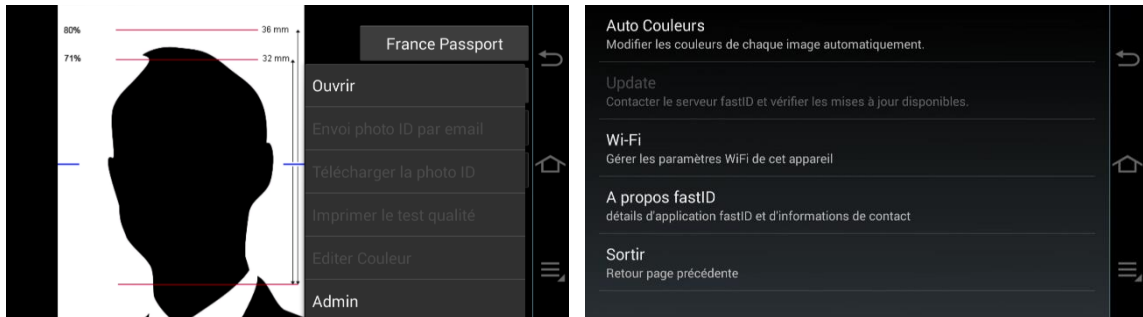 80%
36 mm
71%
32 mm
France Passport
Ouvrir
Envoi photo ID par email
Télécharger la photo ID
Imprimer le test qualité
Editer Couleur
Admin
Auto Couleurs
Modifier les couleurs de chaque image automatiquement.
Update
Contacter le serveur fastID et vérifier les mises à jour disponibles.
Wi-Fi
Gérer les paramètres WiFi de cet appareil
A propos fastID
détails d'application fastID et d'informations de contact
Sortir
Retour page précédente